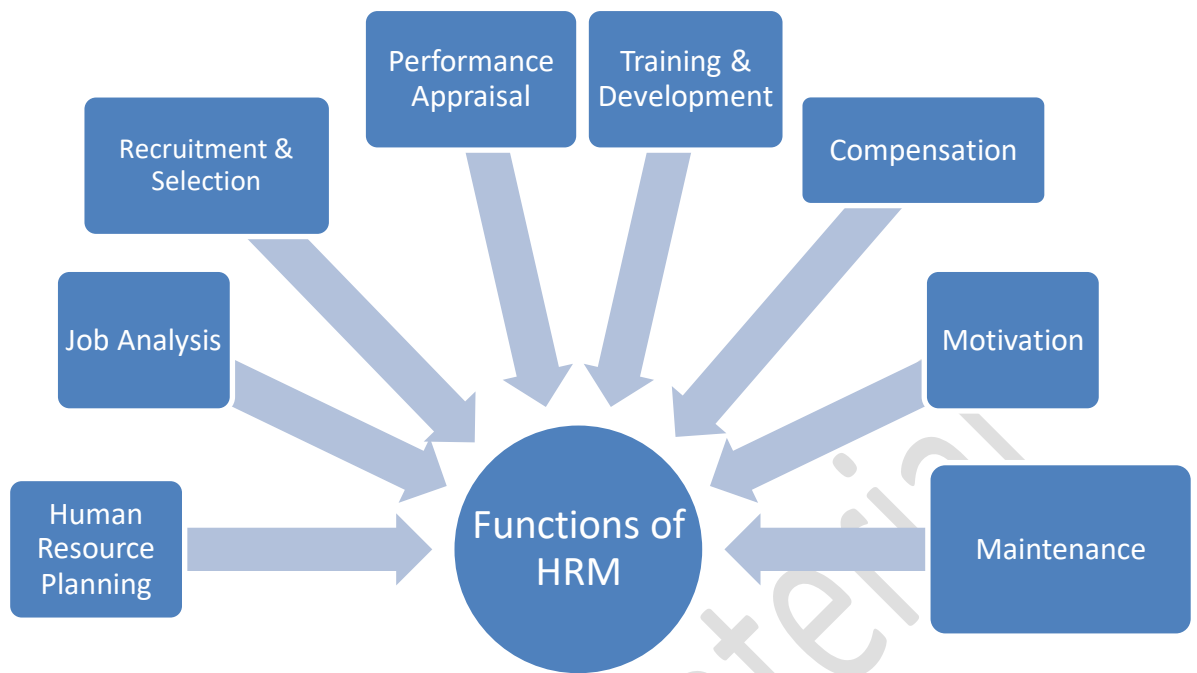 Performance
Appraisal
Training &
Development
Recruitment &
Selection
Compensation
Job Analysis
Motivation
Human
Resource
Planning
Functions of
HRM
Maintenance